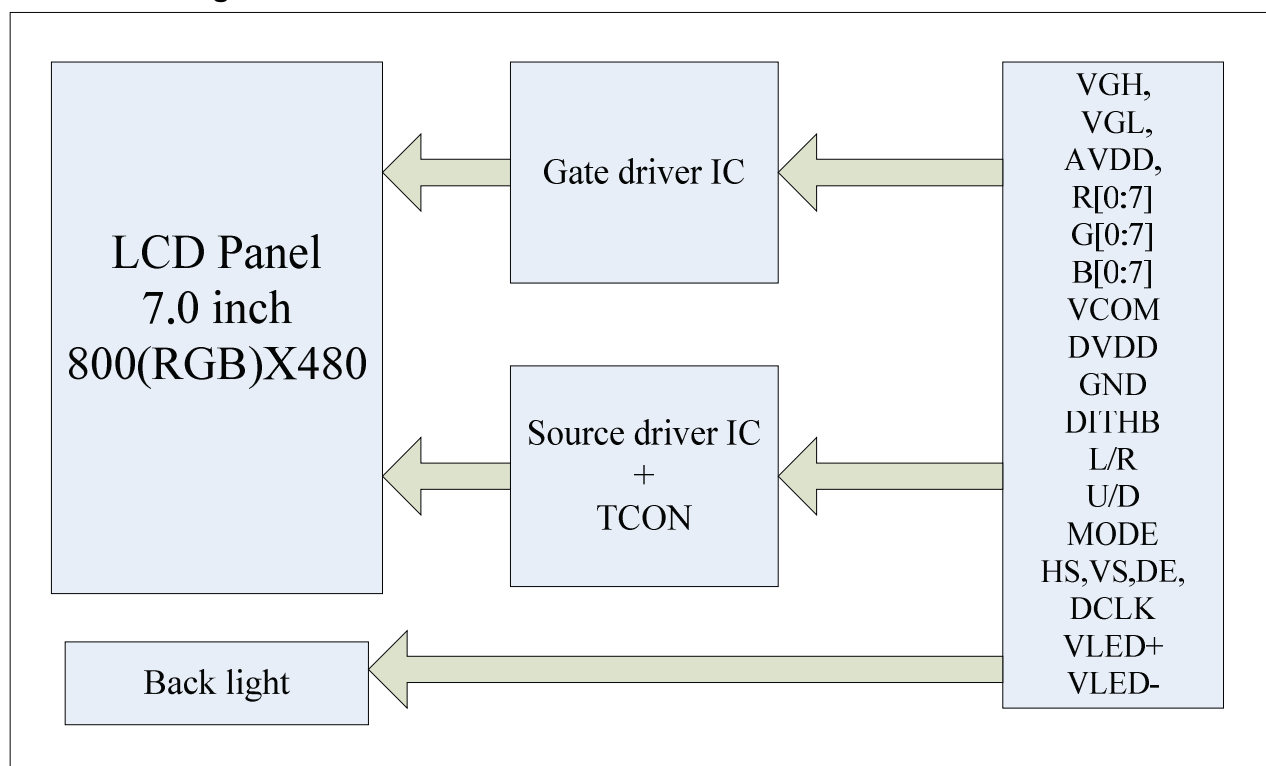 LCD Panel
7.0 inch
800(RGB)X480
Gate driver IC
Source driver IC
+
TCON
Back light
VGH,
VGL,
AVDD,
R[0:7]
G[0:7]
B[0:7]
VCOM
DVDD
GND
DITHB
L/R
U/D
MODE
HS,VS,DE,
DCLK
VLED+
VLED-